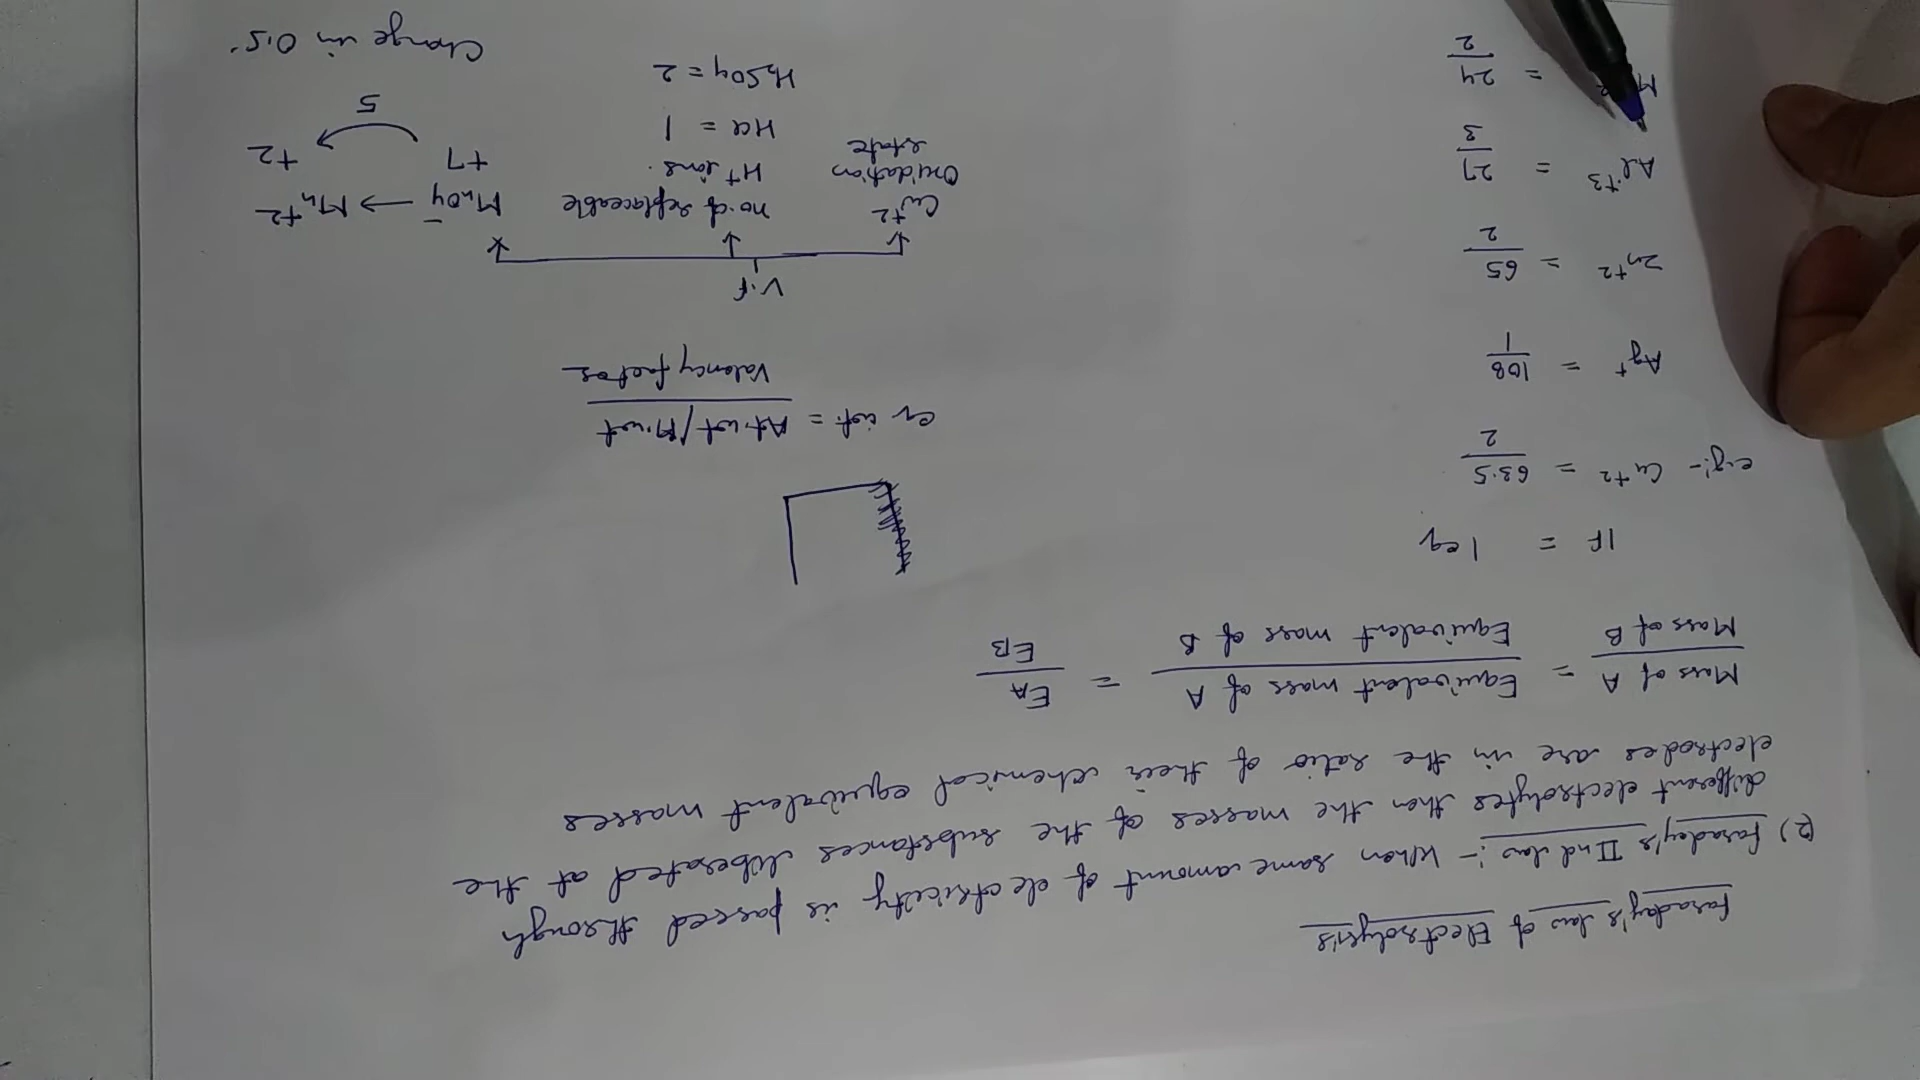 Faraday's law of Electrolysis
(2) Faraday's IInd law :- When same amount of electricity is passed through
different electrolytes then the masses of the substances liberated at the
electrodes are in the ratio of their chemical equivalent masses
Mass of A / Mass of B = Equivalent mass of A / Equivalent mass of B = EA / EB
1F = 1 eq
e.g:- Cu+2 = 63.5 / 2
Ag+ = 108 / 1
Zn+2 = 65 / 2
Al+3 = 27 / 3
= 24 / 2
eq wt. = At.wt / M.wt
Valency factor
V.F
Cu+2
Oxidation
state
no. of replaceable
H+ ions.
HCl = 1
H2SO4 = 2
MnO4- → Mn+2
+7 +2
5
Change in O.S.